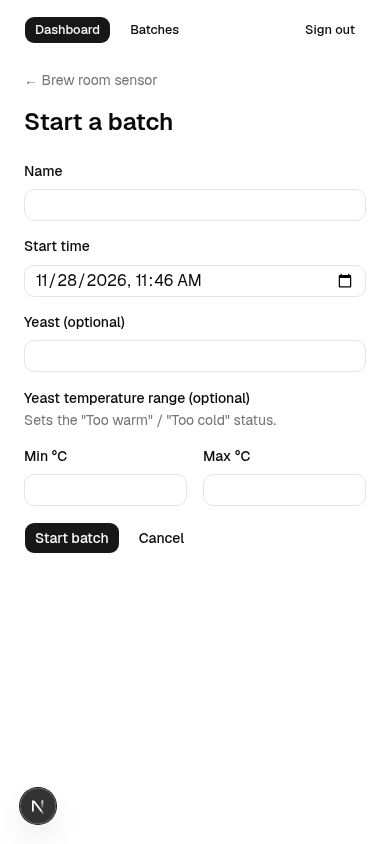 Dashboard Batches Sign out
← Brew room sensor
Start a batch
Name
Start time
11/28/2026, 11:46 AM
Yeast (optional)
Yeast temperature range (optional)
Sets the "Too warm" / "Too cold" status.
Min °C Max °C
Start batch Cancel
N